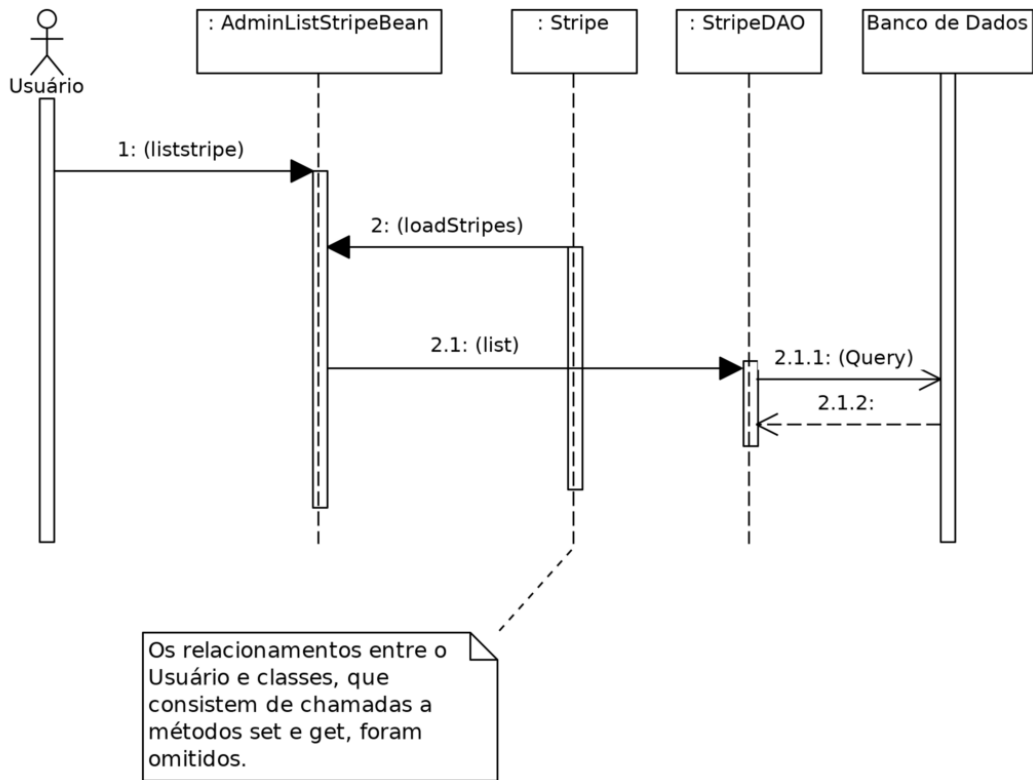 : AdminListStripeBean
: Stripe
: StripeDAO
Banco de Dados
Usuário
1: (liststripe)
2: (loadStripes)
2.1: (list)
2.1.1: (Query)
2.1.2:
Os relacionamentos entre o
Usuário e classes, que
consistem de chamadas a
métodos set e get, foram
omitidos.